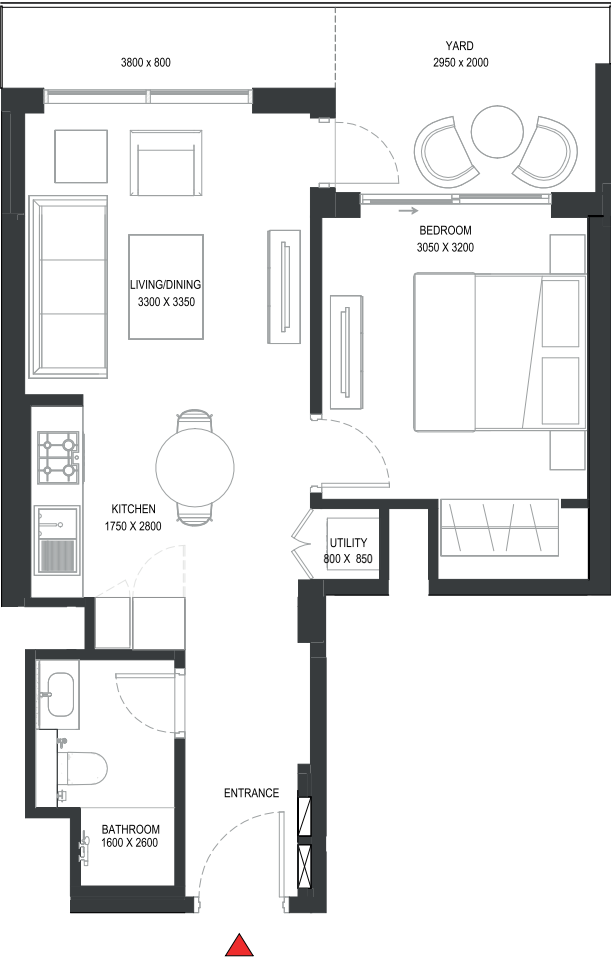 YARD
2950 x 2000
3800 x 800
BEDROOM
3050 X 3200
LIVING/DINING
3300 X 3350
KITCHEN
1750 X 2800
UTILITY
800 X 850
ENTRANCE
BATHROOM
1600 X 2600